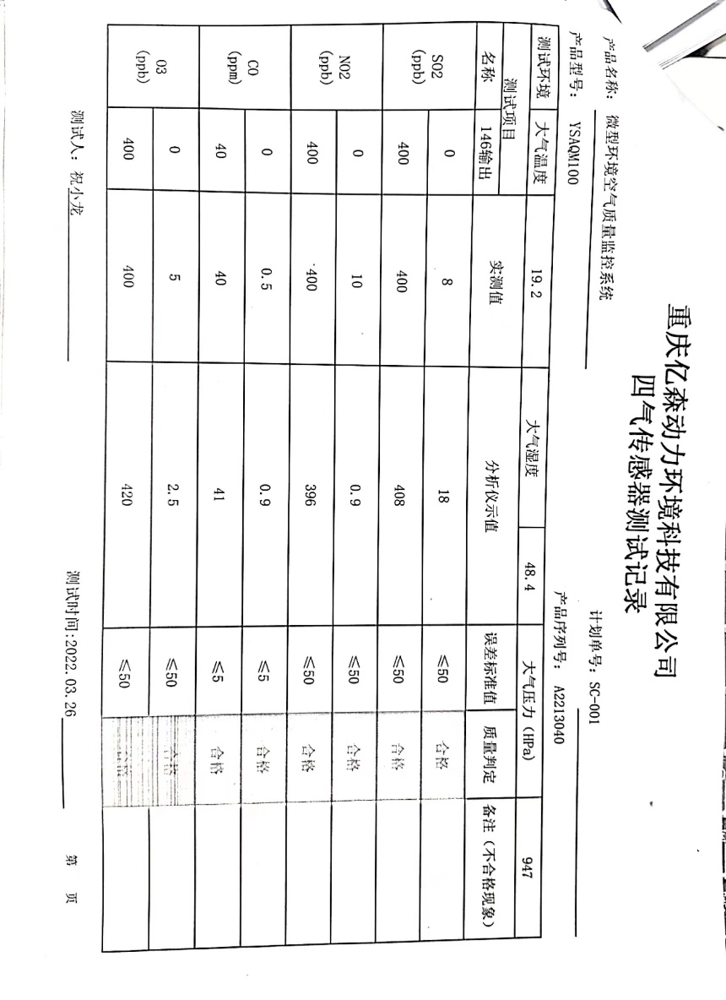 重庆亿森动力环境科技有限公司
四气传感器测试记录
计划单号: SC-001
产品名称: 微型环境空气质量监控系统
产品型号: YSAQM100 产品序列号: A2213040
测试环境 大气温度 19.2 大气湿度 48.4 大气压力(HPa) 947
测试项目
名称 146输出 实测值 分析仪示值 误差标准值 质量判定 备注(不合格现象)
SO2 (ppb) 0 8 18 ≤50 合格
400 400 408 ≤50 合格
NO2 (ppb) 0 10 0.9 ≤50 合格
400 400 396 ≤50 合格
CO (ppm) 0 0.5 0.9 ≤5 合格
40 40 41 ≤5 合格
O3 (ppb) 0 5 2.5 ≤50 合格
400 400 420 ≤50
测试人: 祝小龙 测试时间:2022.03.26 第 页